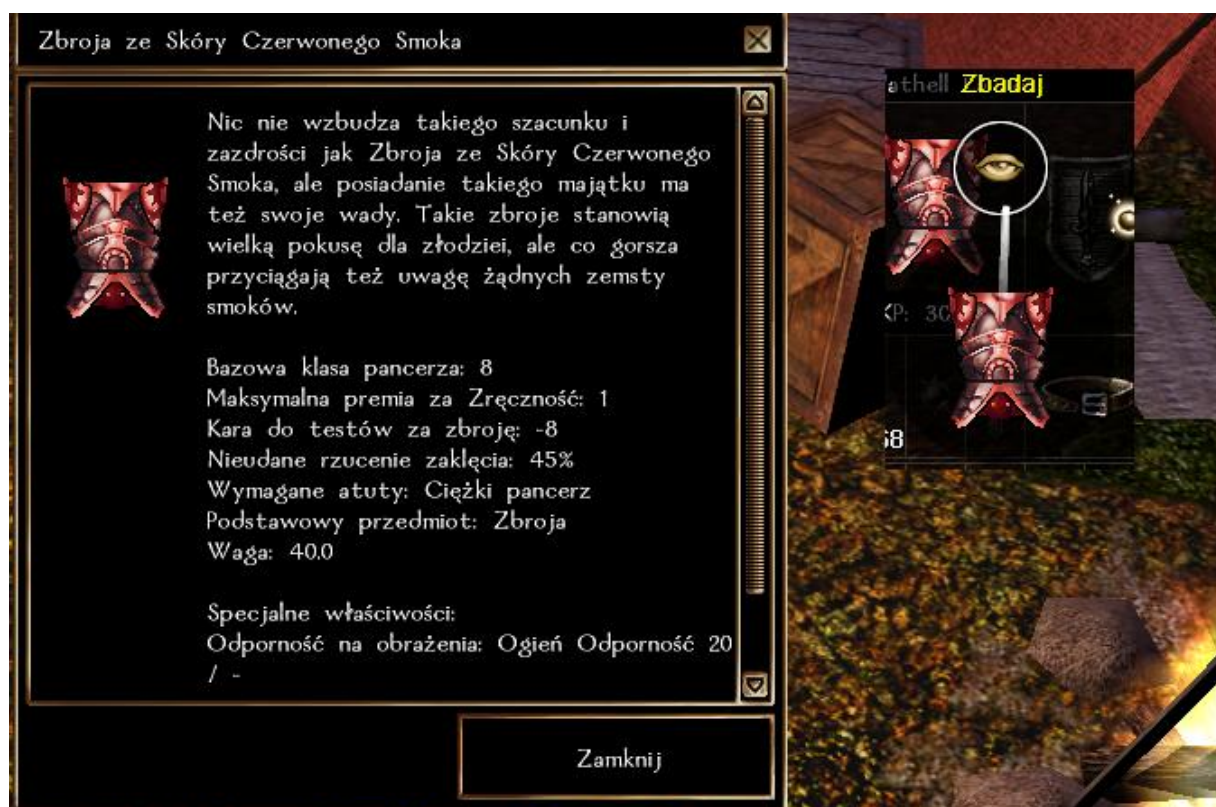 Zbroja ze Skóry Czerwonego Smoka
Nic nie wzbudza takiego szacunku i
zazdrości jak Zbroja ze Skóry Czerwonego
Smoka, ale posiadanie takiego majątku ma
też swoje wady. Takie zbroje stanowią
wielką pokusę dla złodziei, ale co gorsza
przyciągają też uwagę żądnych zemsty
smoków.
Bazowa klasa pancerza: 8
Maksymalna premia za Zręczność: 1
Kara do testów za zbroję: -8
Nieudane rzucenie zaklęcia: 45%
Wymagane atuty: Ciężki pancerz
Podstawowy przedmiot: Zbroja
Waga: 40.0
Specjalne właściwości:
Odporność na obrażenia: Ogień Odporność 20
/ -
Zamknij
athell Zbadaj
XP: 30
68